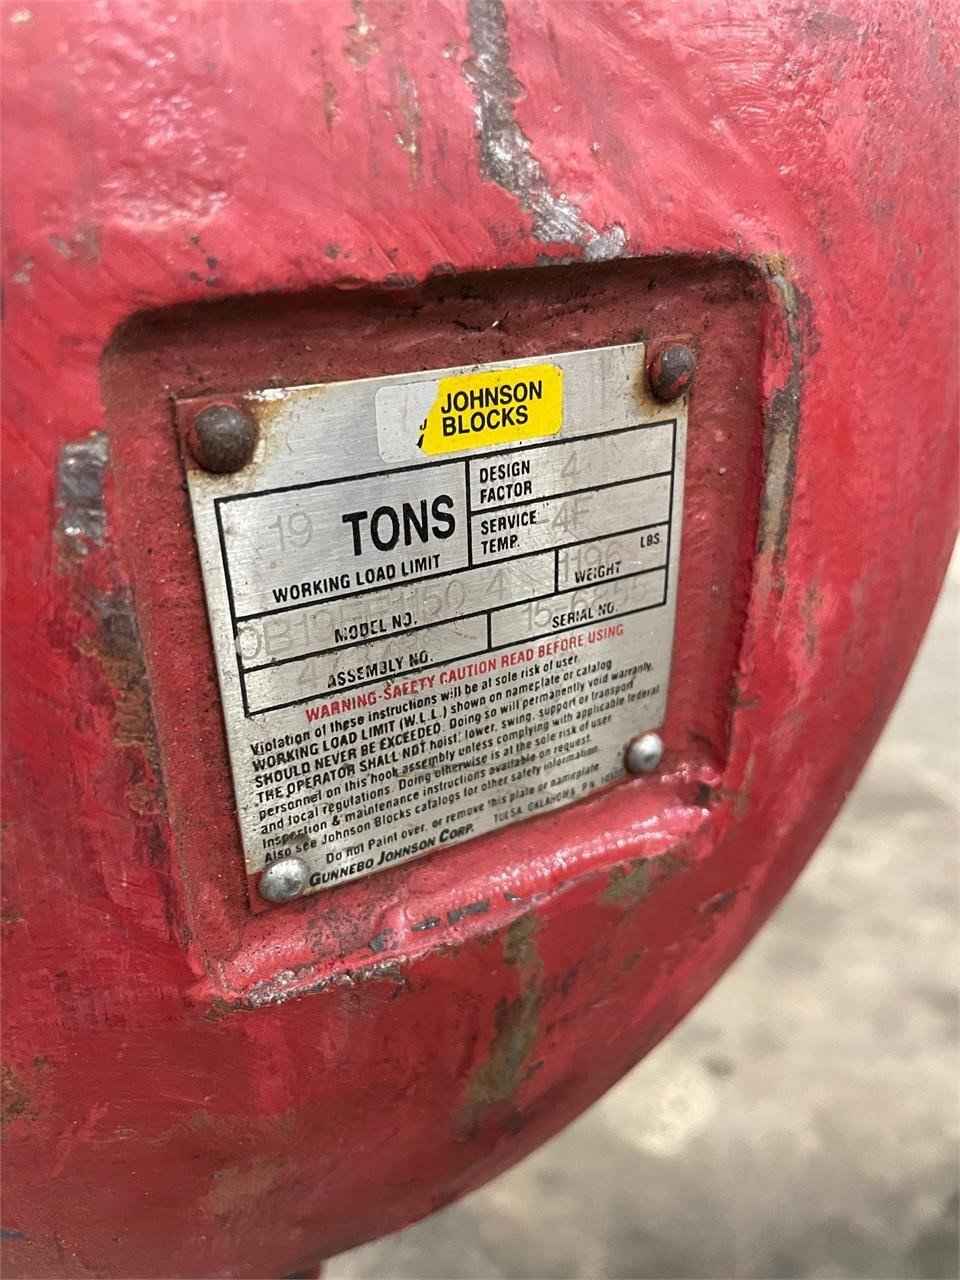 JOHNSON
BLOCKS
19 TONS
WORKING LOAD LIMIT
DESIGN
FACTOR 4
SERVICE
TEMP. -4F
MODEL NO.
1196 LBS.
WEIGHT
ASSEMBLY NO.
SERIAL NO.
WARNING-SAFETY CAUTION READ BEFORE USING
Violation of these instructions will be at sole risk of user.
WORKING LOAD LIMIT (W.L.L.) shown on nameplate or catalog
SHOULD NEVER BE EXCEEDED. Doing so will permanently void warranty.
THE OPERATOR SHALL NOT hoist, lower, swing, support or transport
personnel on this hook assembly unless complying with applicable federal
and local regulations. Doing otherwise is at the sole risk of user.
Inspection & maintenance instructions available on request.
Also see Johnson Blocks catalogs for other safety information.
Do not Paint over, or remove this plate or nameplate
GUNNEBO JOHNSON CORP. TULSA, OKLAHOMA P.N.